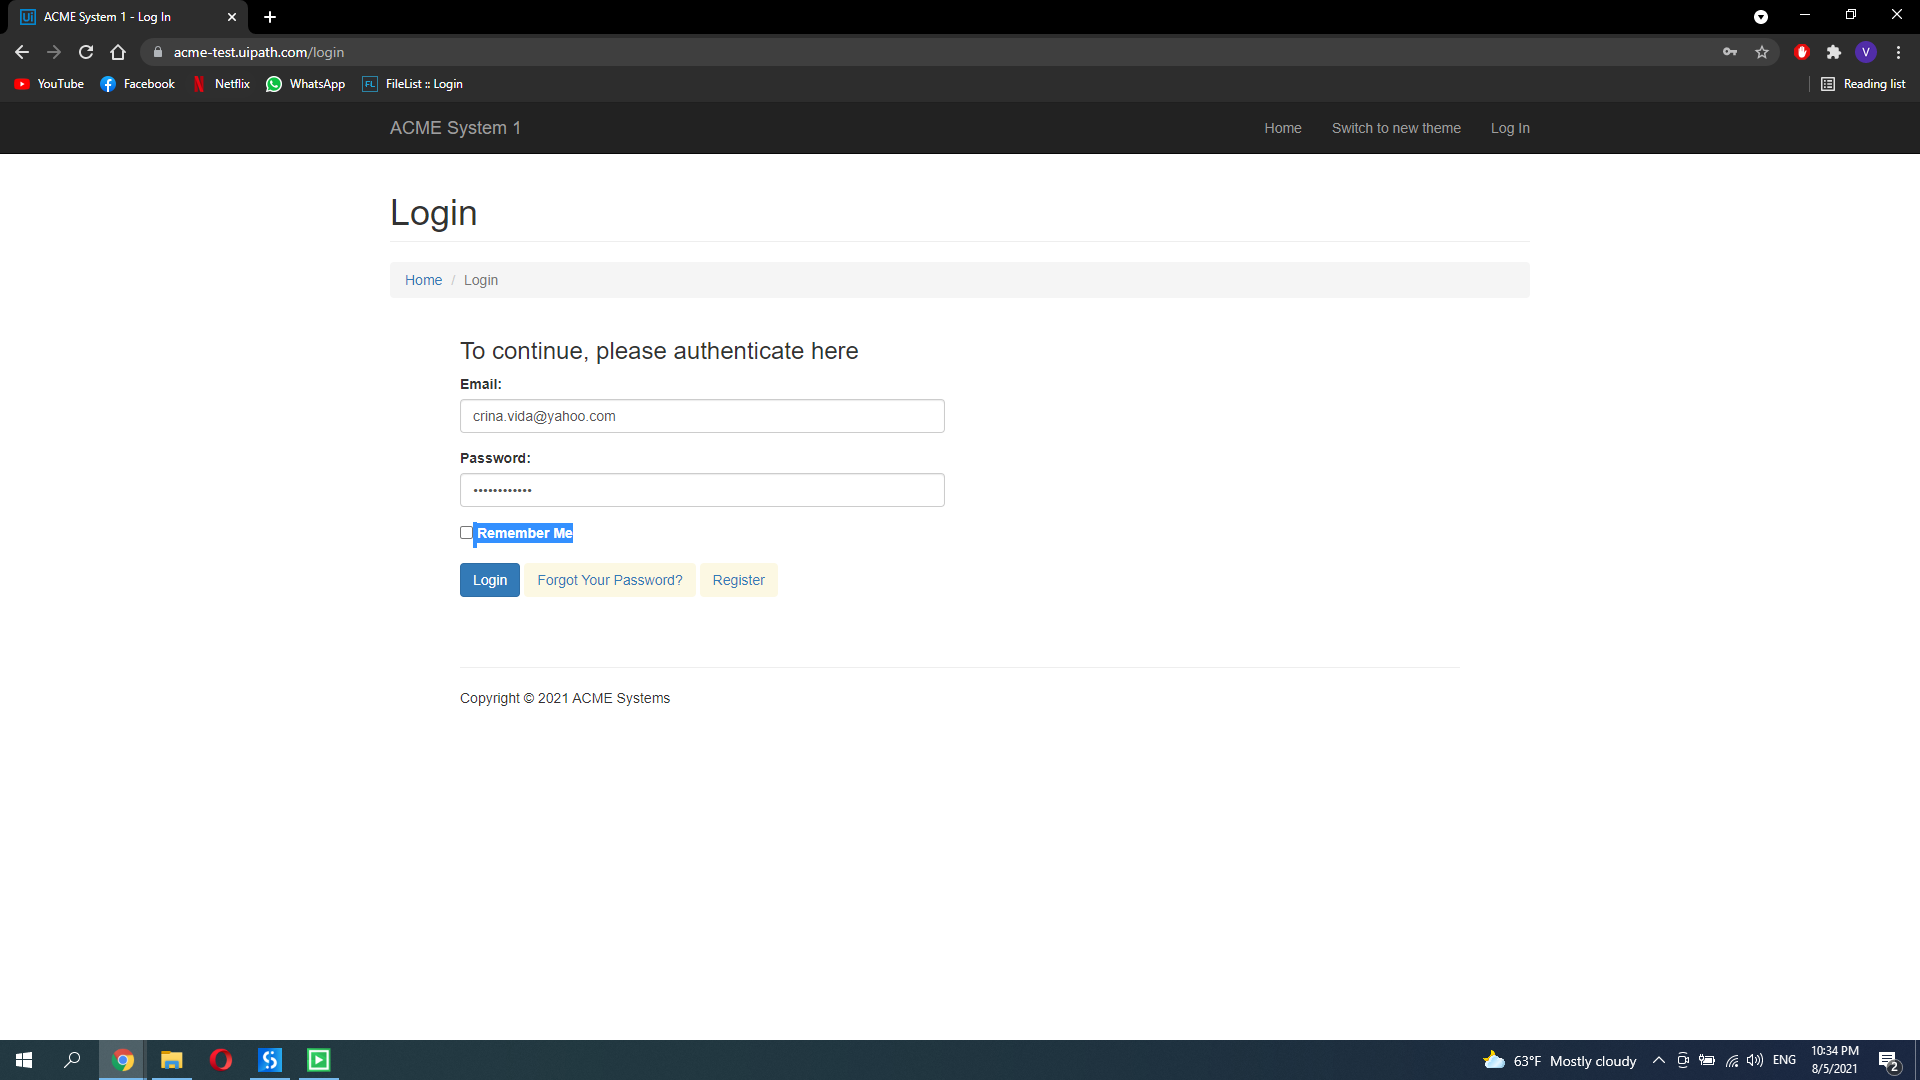 ACME System 1 - Log In
acme-test.uipath.com/login
V
YouTube Facebook Netflix WhatsApp FL FileList :: Login Reading list
ACME System 1 Home Switch to new theme Log In
Login
Home / Login
To continue, please authenticate here
Email:
crina.vida@yahoo.com
Password:
••••••••••••
Remember Me
Login Forgot Your Password? Register
Copyright © 2021 ACME Systems
63°F Mostly cloudy ENG 10:34 PM
8/5/2021 2